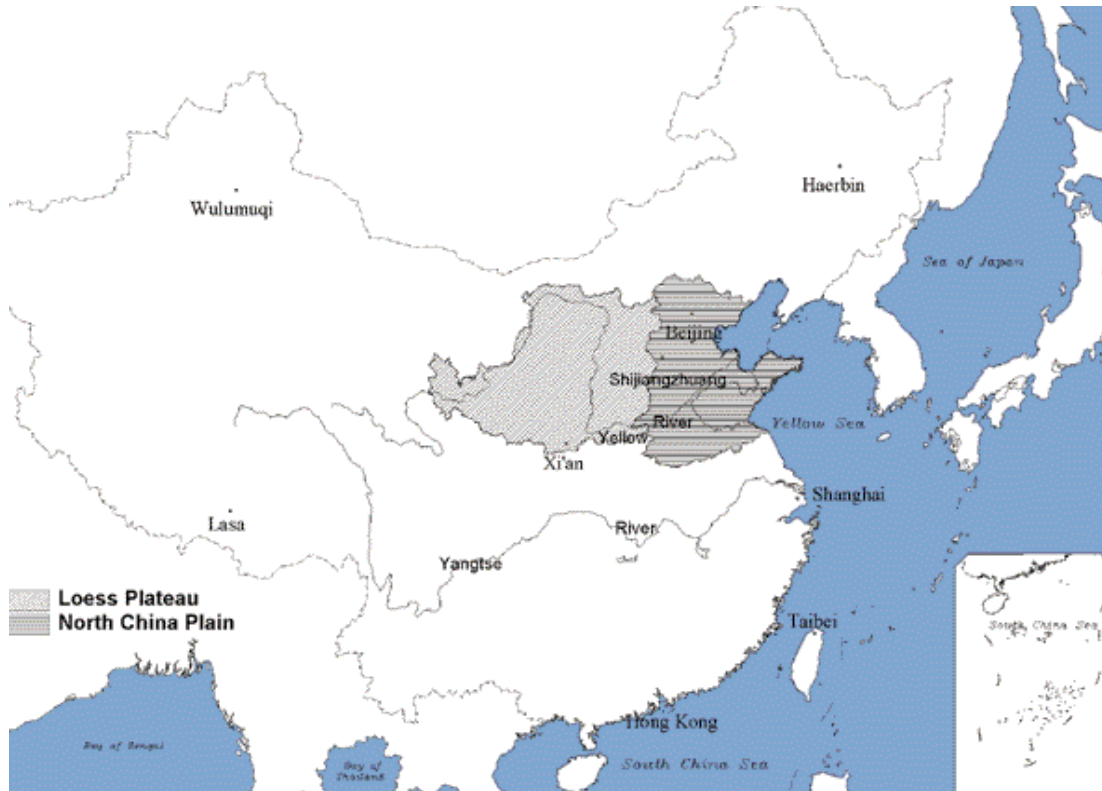 Haerbin
Wulumuqi
Sea of Japan
Beijing
Shijiangzhuang
River
Yellow Sea
Yellow
Xi'an
Shanghai
Lasa
River
Yangtse
Loess Plateau
North China Plain
Taibei
South China Sea
Hong Kong
Bay of Bengal
Bay of
Thailand
South China Sea